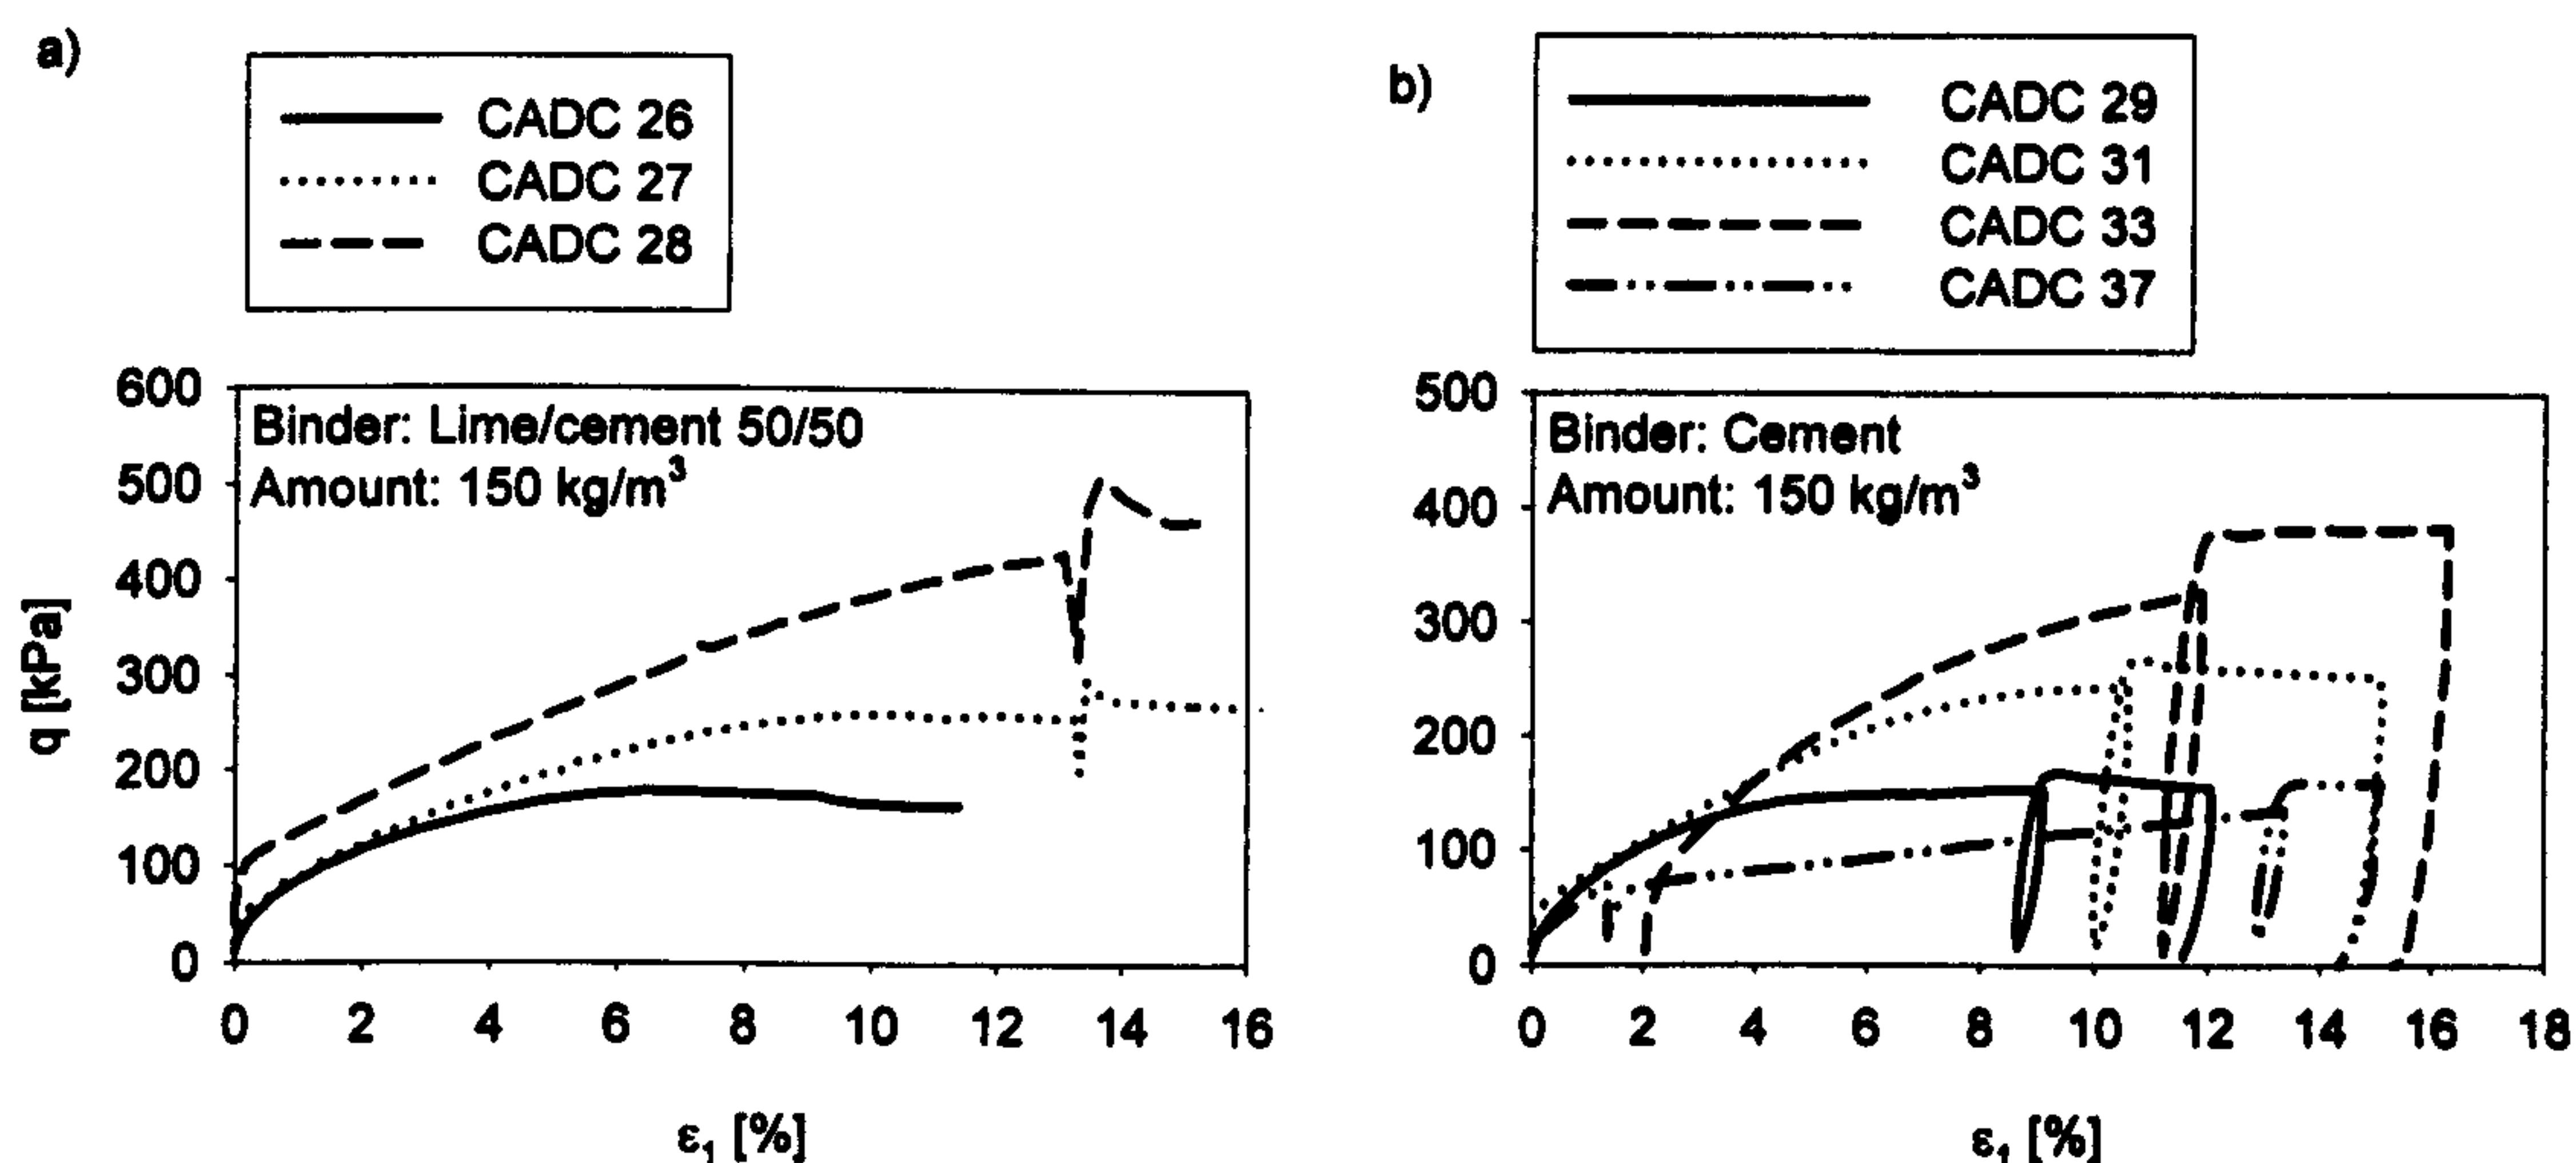 a)
CADC 26
CADC 27
CADC 28
600
500
400
300
200
100
0
q [kPa]
Binder: Lime/cement 50/50
Amount: 150 kg/m³
0 2 4 6 8 10 12 14 16
ε₁ [%]
b)
CADC 29
CADC 31
CADC 33
CADC 37
500
400
300
200
100
0
Binder: Cement
Amount: 150 kg/m³
0 2 4 6 8 10 12 14 16 18
ε₁ [%]